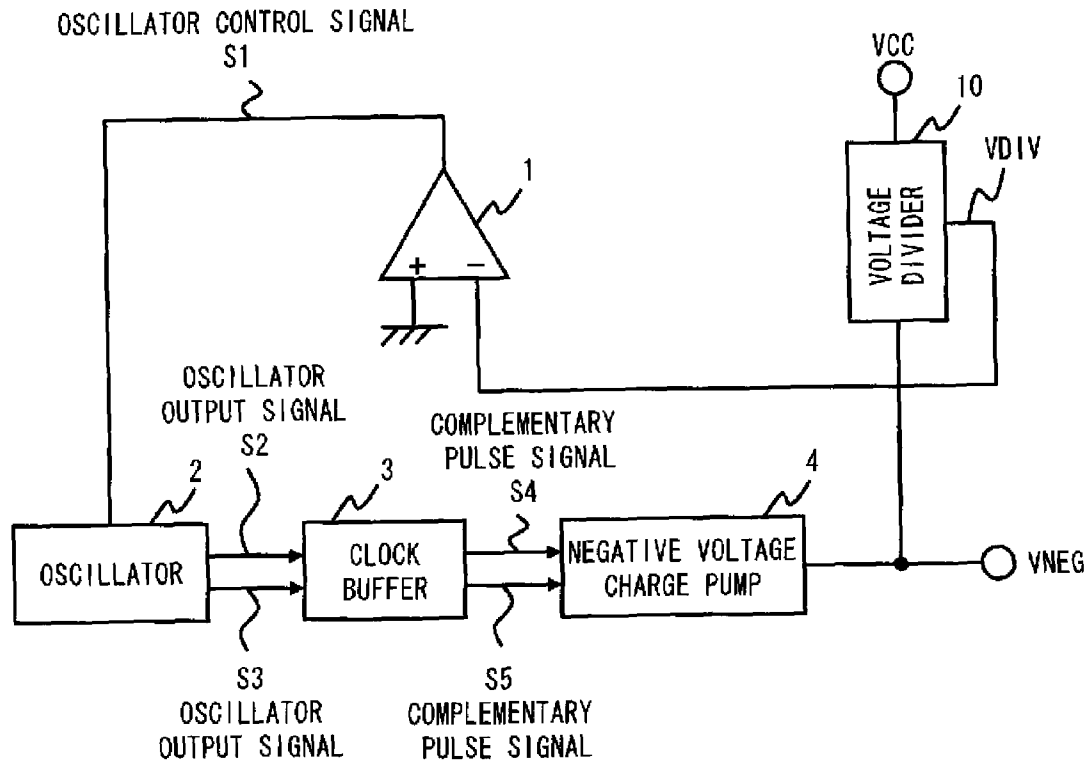 OSCILLATOR CONTROL SIGNAL
S1
VCC
10
VDIV
VOLTAGE
DIVIDER
1
+
−
OSCILLATOR
OUTPUT SIGNAL
S2
COMPLEMENTARY
PULSE SIGNAL
S4
2
3
4
OSCILLATOR
CLOCK
BUFFER
NEGATIVE VOLTAGE
CHARGE PUMP
VNEG
S3
OSCILLATOR
OUTPUT SIGNAL
S5
COMPLEMENTARY
PULSE SIGNAL